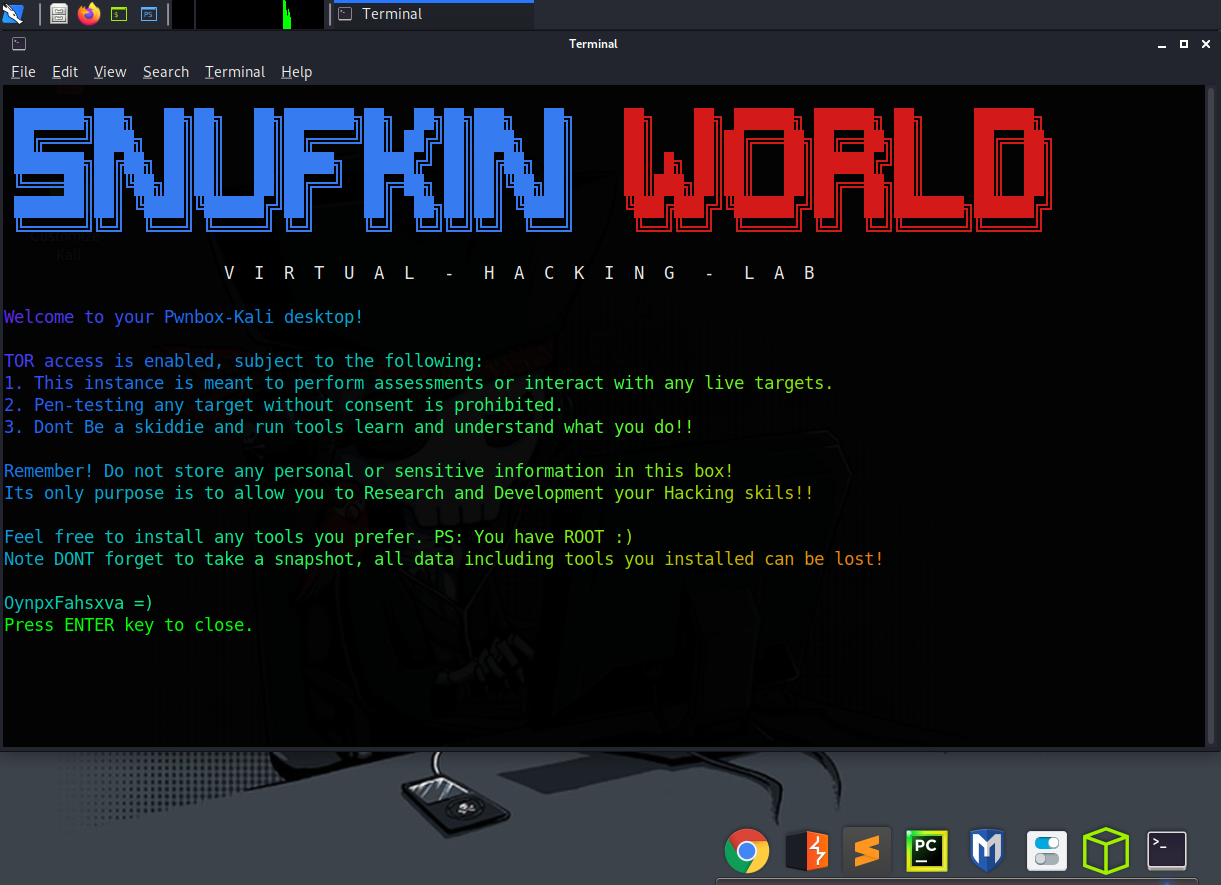 Terminal
Terminal
File Edit View Search Terminal Help
SNUFKIN WORLD
V I R T U A L - H A C K I N G - L A B
Welcome to your Pwnbox-Kali desktop!
TOR access is enabled, subject to the following:
1. This instance is meant to perform assessments or interact with any live targets.
2. Pen-testing any target without consent is prohibited.
3. Dont Be a skiddie and run tools learn and understand what you do!!
Remember! Do not store any personal or sensitive information in this box!
Its only purpose is to allow you to Research and Development your Hacking skils!!
Feel free to install any tools you prefer. PS: You have ROOT :)
Note DONT forget to take a snapshot, all data including tools you installed can be lost!
OynpxFahsxva =)
Press ENTER key to close.
PC